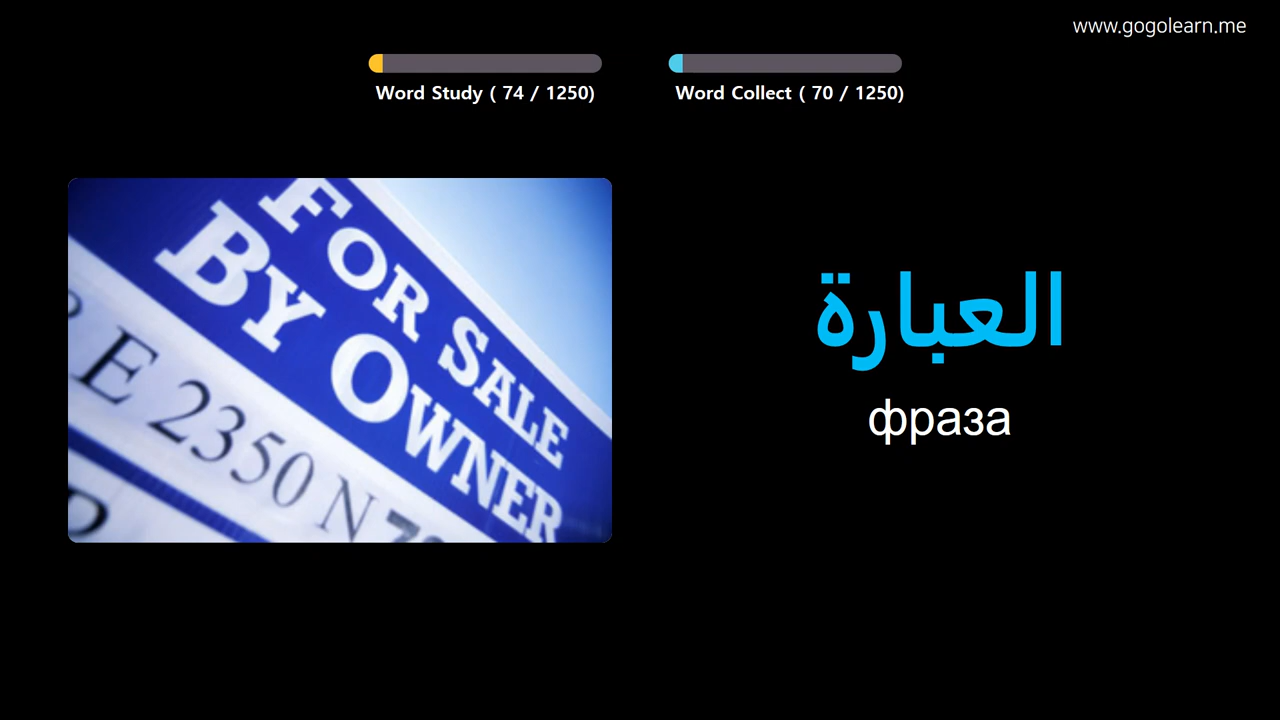 www.gogolearn.me
Word Study ( 74 / 1250)
Word Collect ( 70 / 1250)
FOR SALE
BY OWNER
E 2350 N
العبارة
фраза